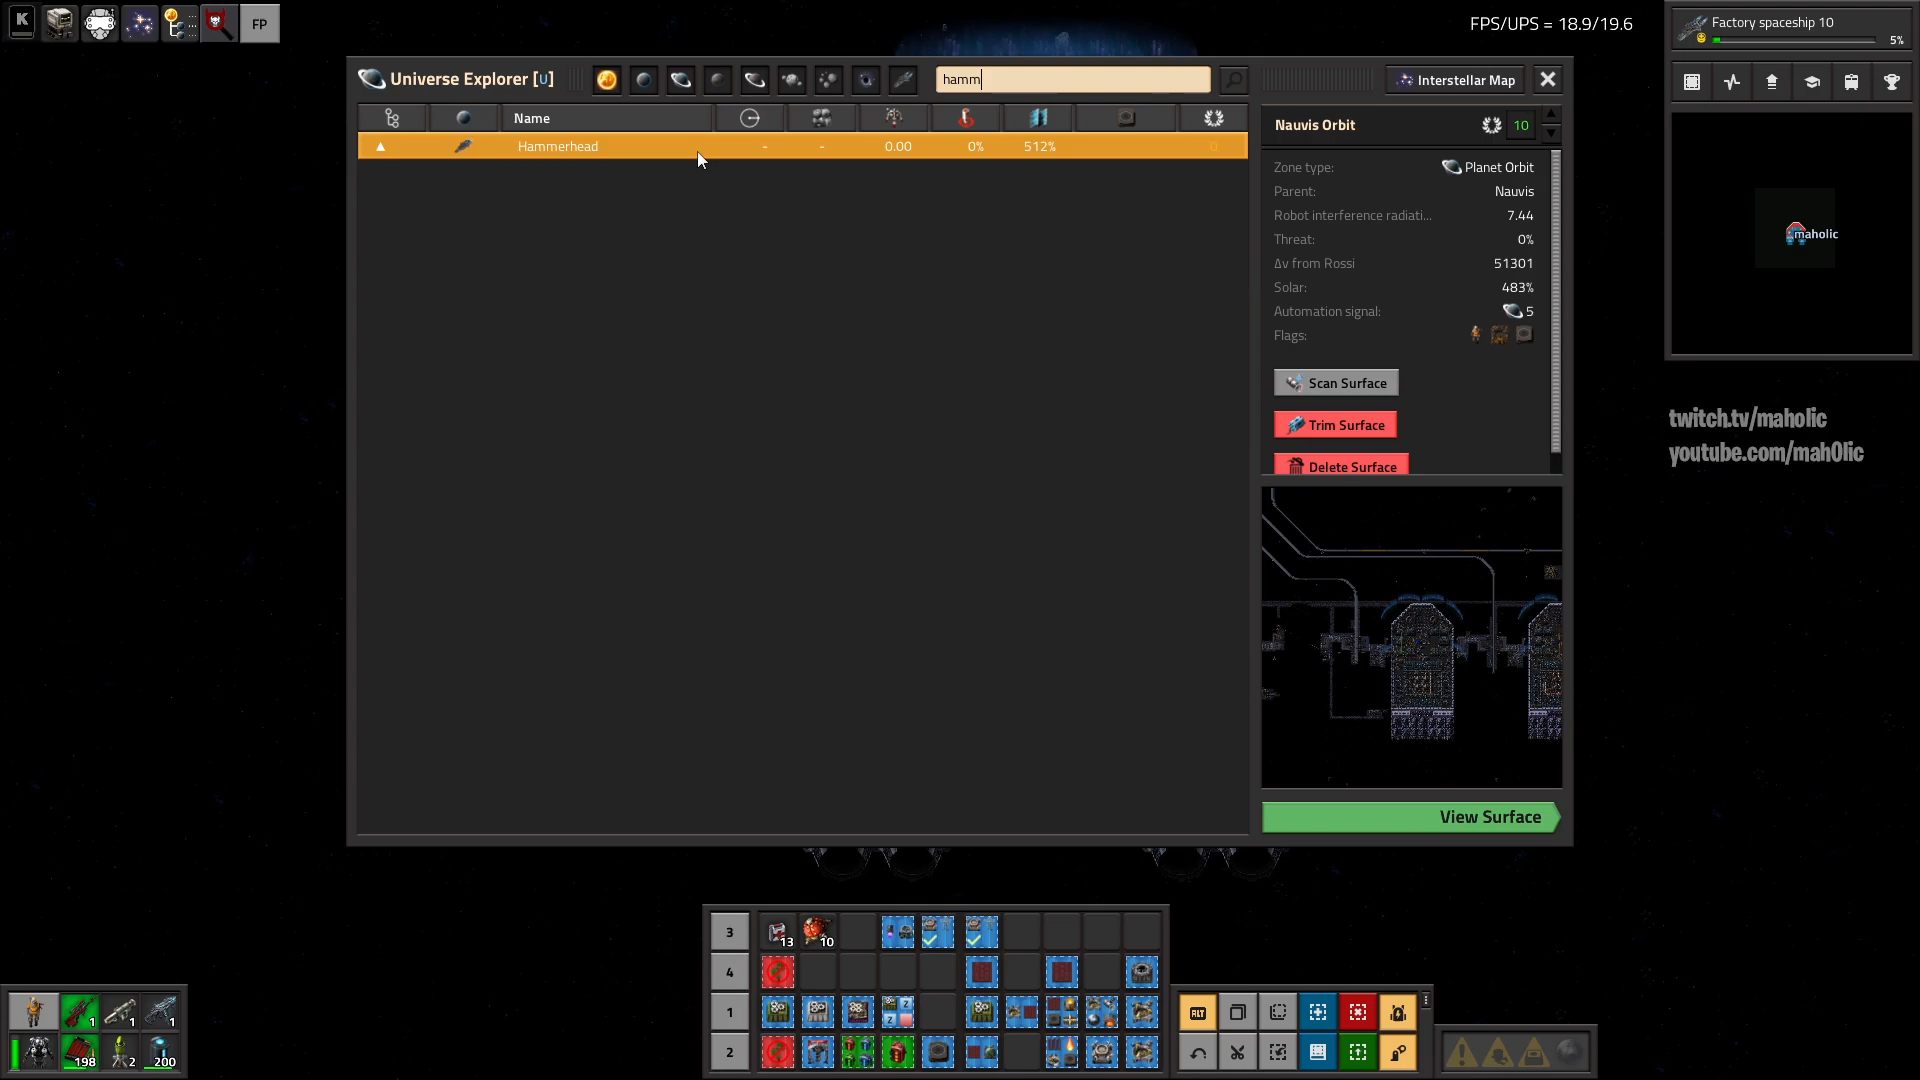 K
FP
FPS/UPS = 18.9/19.6
Factory spaceship 10
5%
Universe Explorer [U]
hamm
Interstellar Map
Name
Hammerhead - - 0.00 0% 512% 0
Nauvis Orbit 10
Zone type: Planet Orbit
Parent: Nauvis
Robot interference radiati... 7.44
Threat: 0%
Δv from Rossi 51301
Solar: 483%
Automation signal: 5
Flags:
Scan Surface
Trim Surface
Delete Surface
View Surface
maholic
twitch.tv/maholic
youtube.com/mah0lic
3 13 10
4
1 Z Z
2
ALT
1 1 1
198 2 200